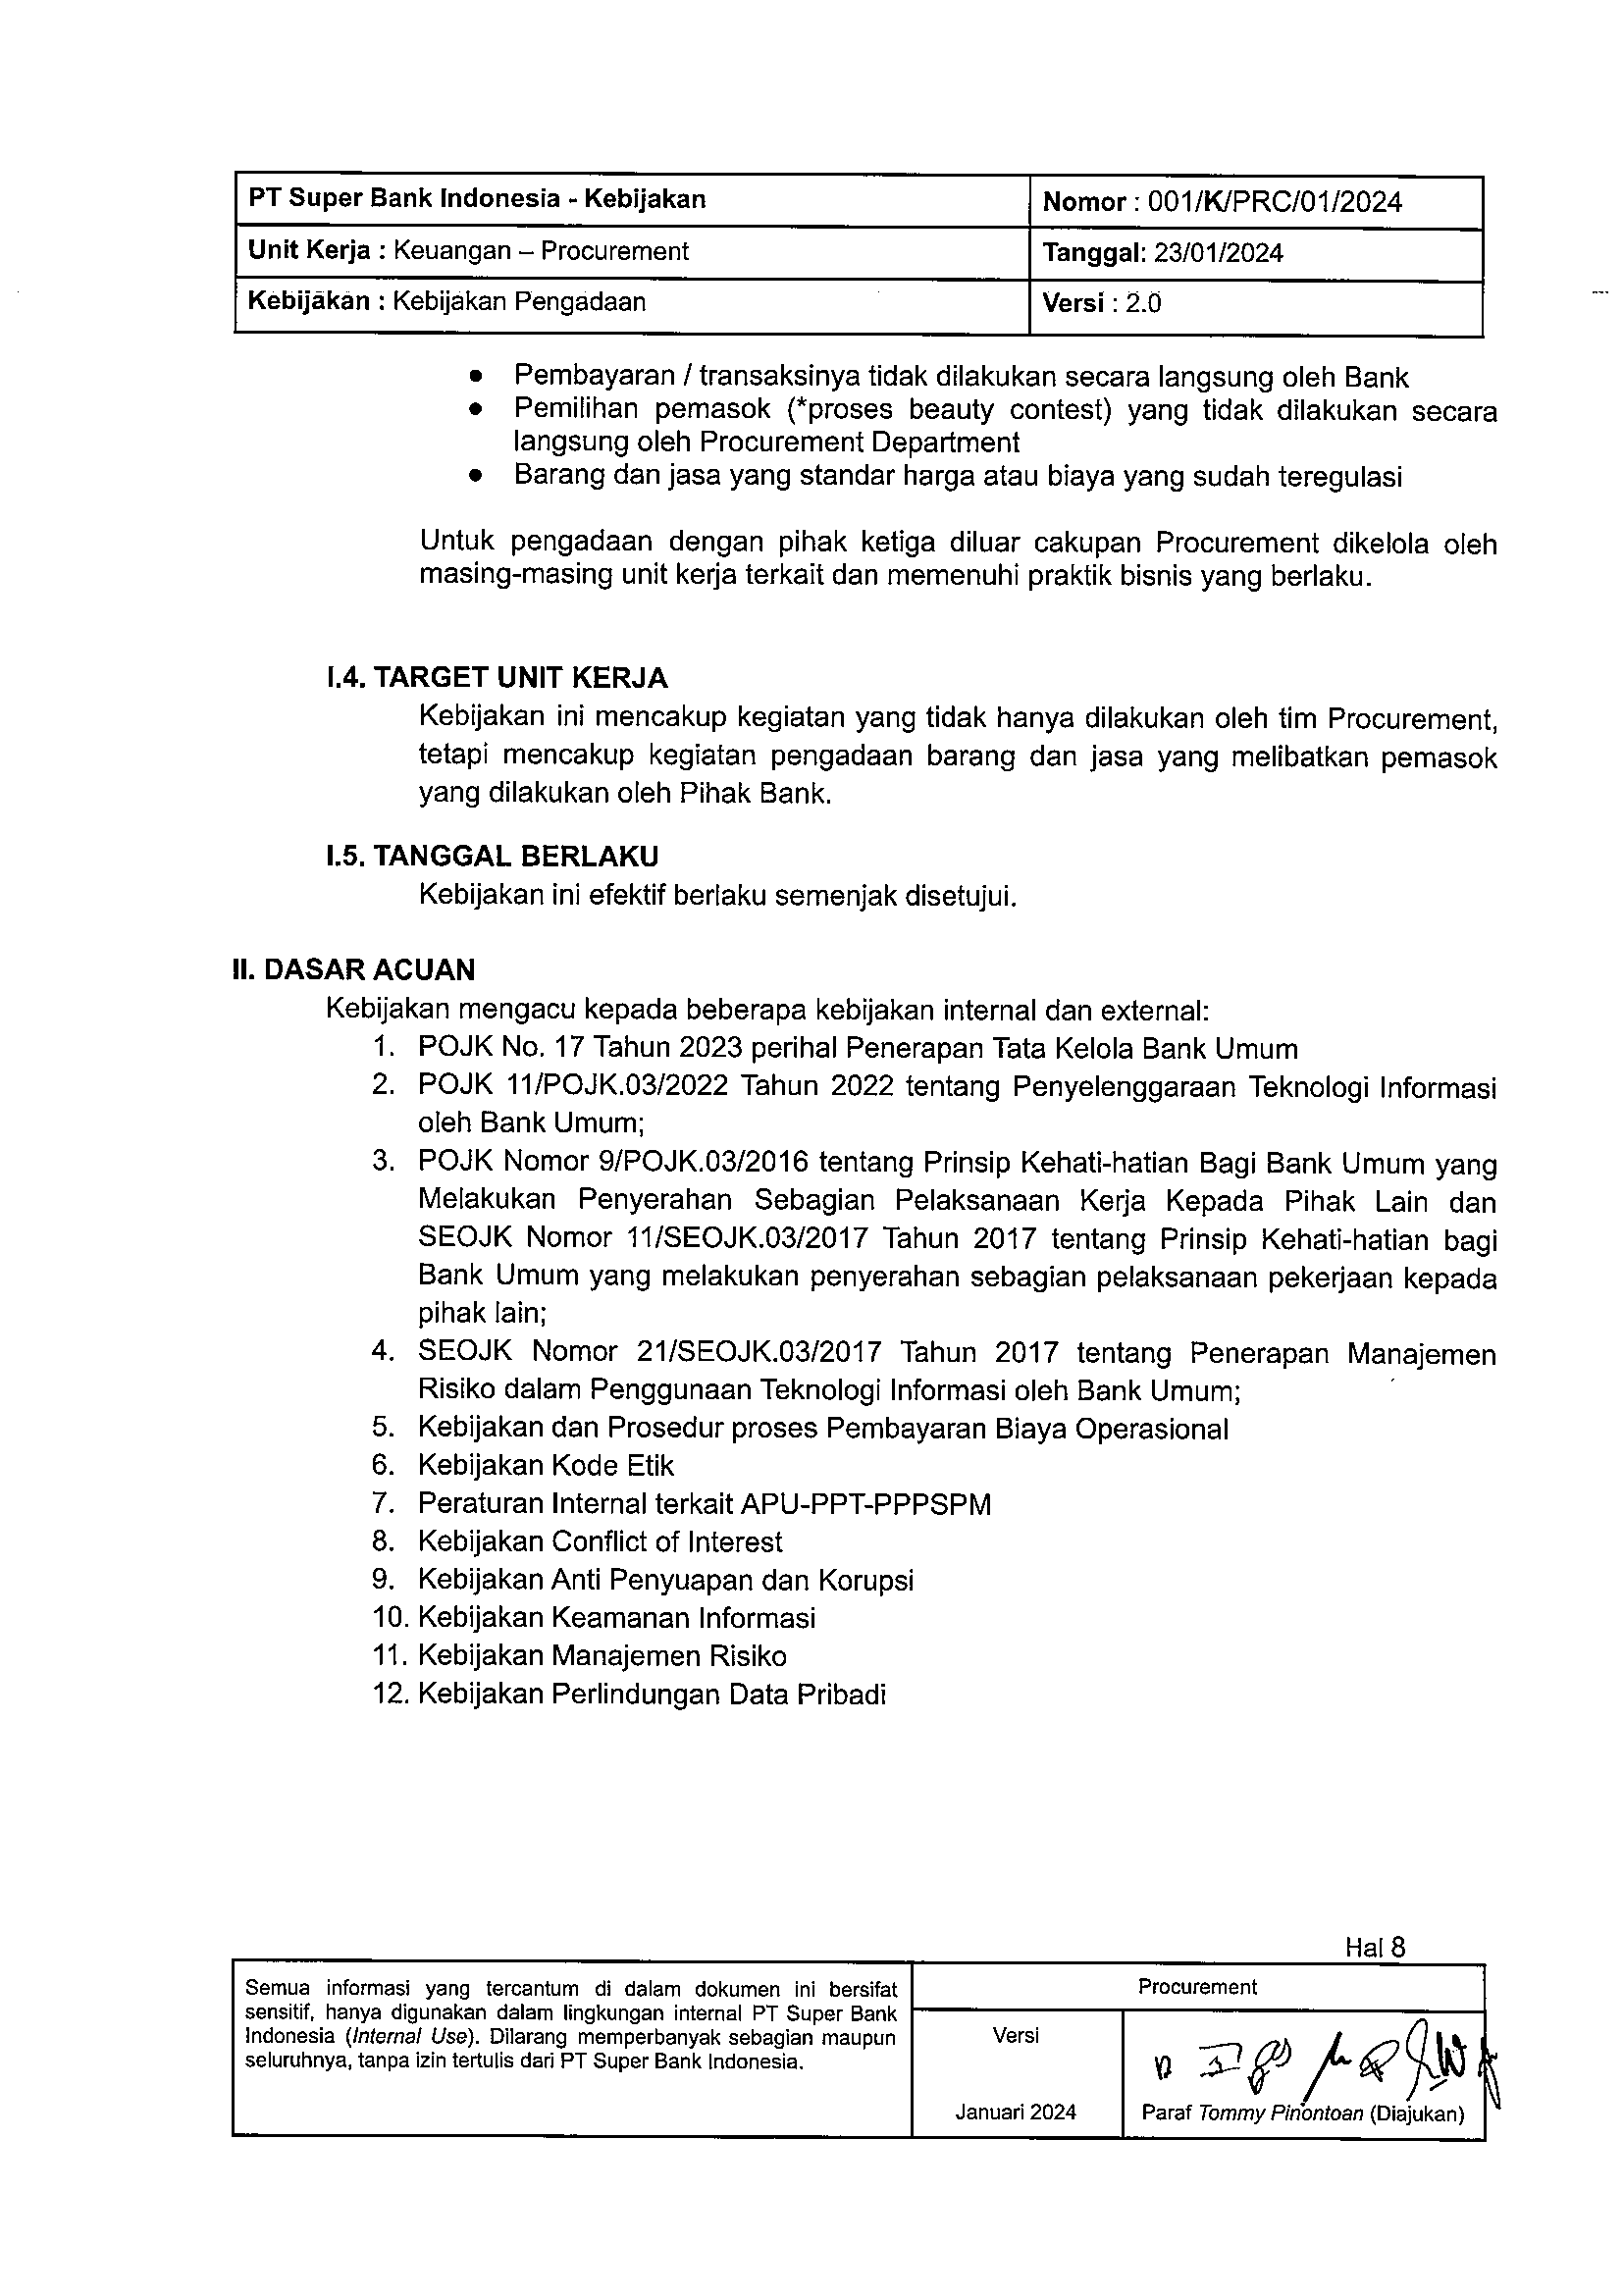 PT Super Bank Indonesia - Kebijakan
Nomor : 001/K/PRC/01/2024
Unit Kerja : Keuangan – Procurement
Tanggal: 23/01/2024
Kebijakan : Kebijakan Pengadaan
Versi : 2.0
● Pembayaran / transaksinya tidak dilakukan secara langsung oleh Bank
● Pemilihan pemasok (*proses beauty contest) yang tidak dilakukan secara
langsung oleh Procurement Department
● Barang dan jasa yang standar harga atau biaya yang sudah teregulasi
Untuk pengadaan dengan pihak ketiga diluar cakupan Procurement dikelola oleh
masing-masing unit kerja terkait dan memenuhi praktik bisnis yang berlaku.
I.4. TARGET UNIT KERJA
Kebijakan ini mencakup kegiatan yang tidak hanya dilakukan oleh tim Procurement,
tetapi mencakup kegiatan pengadaan barang dan jasa yang melibatkan pemasok
yang dilakukan oleh Pihak Bank.
I.5. TANGGAL BERLAKU
Kebijakan ini efektif berlaku semenjak disetujui.
II. DASAR ACUAN
Kebijakan mengacu kepada beberapa kebijakan internal dan external:
1. POJK No. 17 Tahun 2023 perihal Penerapan Tata Kelola Bank Umum
2. POJK 11/POJK.03/2022 Tahun 2022 tentang Penyelenggaraan Teknologi Informasi
oleh Bank Umum;
3. POJK Nomor 9/POJK.03/2016 tentang Prinsip Kehati-hatian Bagi Bank Umum yang
Melakukan Penyerahan Sebagian Pelaksanaan Kerja Kepada Pihak Lain dan
SEOJK Nomor 11/SEOJK.03/2017 Tahun 2017 tentang Prinsip Kehati-hatian bagi
Bank Umum yang melakukan penyerahan sebagian pelaksanaan pekerjaan kepada
pihak lain;
4. SEOJK Nomor 21/SEOJK.03/2017 Tahun 2017 tentang Penerapan Manajemen
Risiko dalam Penggunaan Teknologi Informasi oleh Bank Umum;
5. Kebijakan dan Prosedur proses Pembayaran Biaya Operasional
6. Kebijakan Kode Etik
7. Peraturan Internal terkait APU-PPT-PPPSPM
8. Kebijakan Conflict of Interest
9. Kebijakan Anti Penyuapan dan Korupsi
10. Kebijakan Keamanan Informasi
11. Kebijakan Manajemen Risiko
12. Kebijakan Perlindungan Data Pribadi
Hal 8
Semua informasi yang tercantum di dalam dokumen ini bersifat
sensitif, hanya digunakan dalam lingkungan internal PT Super Bank
Indonesia (Internal Use). Dilarang memperbanyak sebagian maupun
seluruhnya, tanpa izin tertulis dari PT Super Bank Indonesia.
Procurement
Versi
Januari 2024
Paraf Tommy Pinontoan (Diajukan)